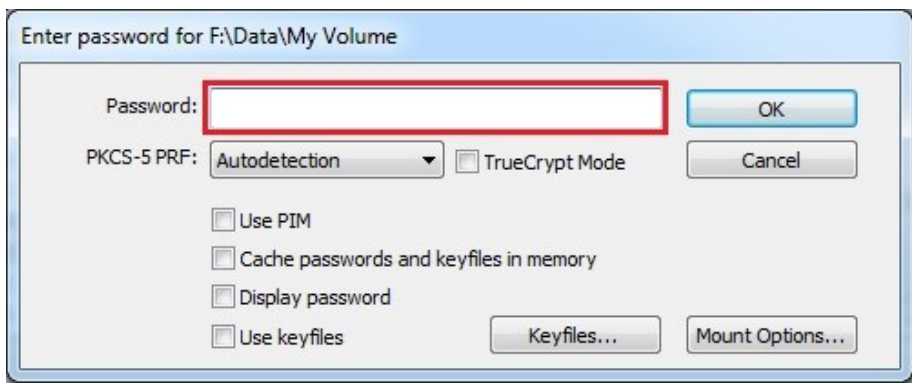 Enter password for F:\Data\My Volume
Password:
OK
PKCS-5 PRF: Autodetection TrueCrypt Mode Cancel
Use PIM
Cache passwords and keyfiles in memory
Display password
Use keyfiles Keyfiles... Mount Options...